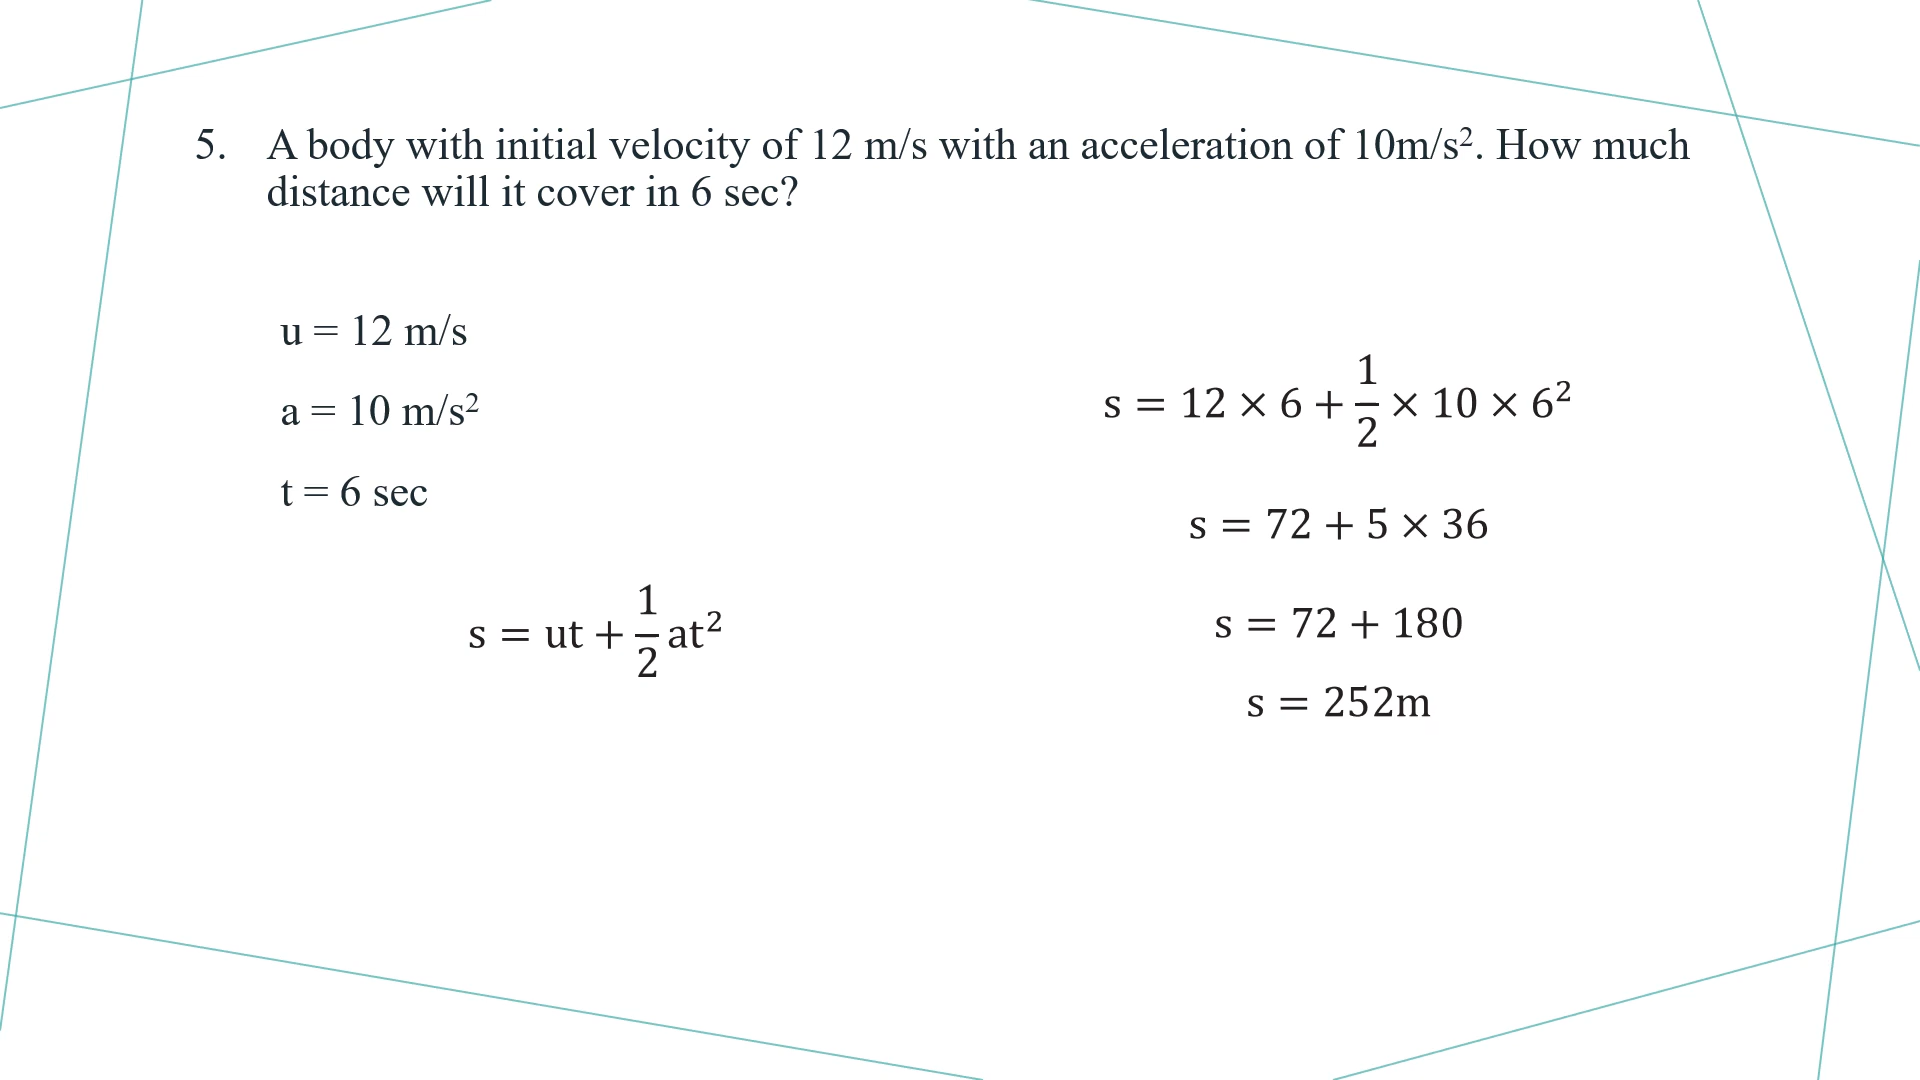 5. A body with initial velocity of 12 m/s with an acceleration of 10m/s². How much
distance will it cover in 6 sec?
u = 12 m/s
a = 10 m/s²
t = 6 sec
s = ut + 1/2 at²
s = 12 × 6 + 1/2 × 10 × 6²
s = 72 + 5 × 36
s = 72 + 180
s = 252m